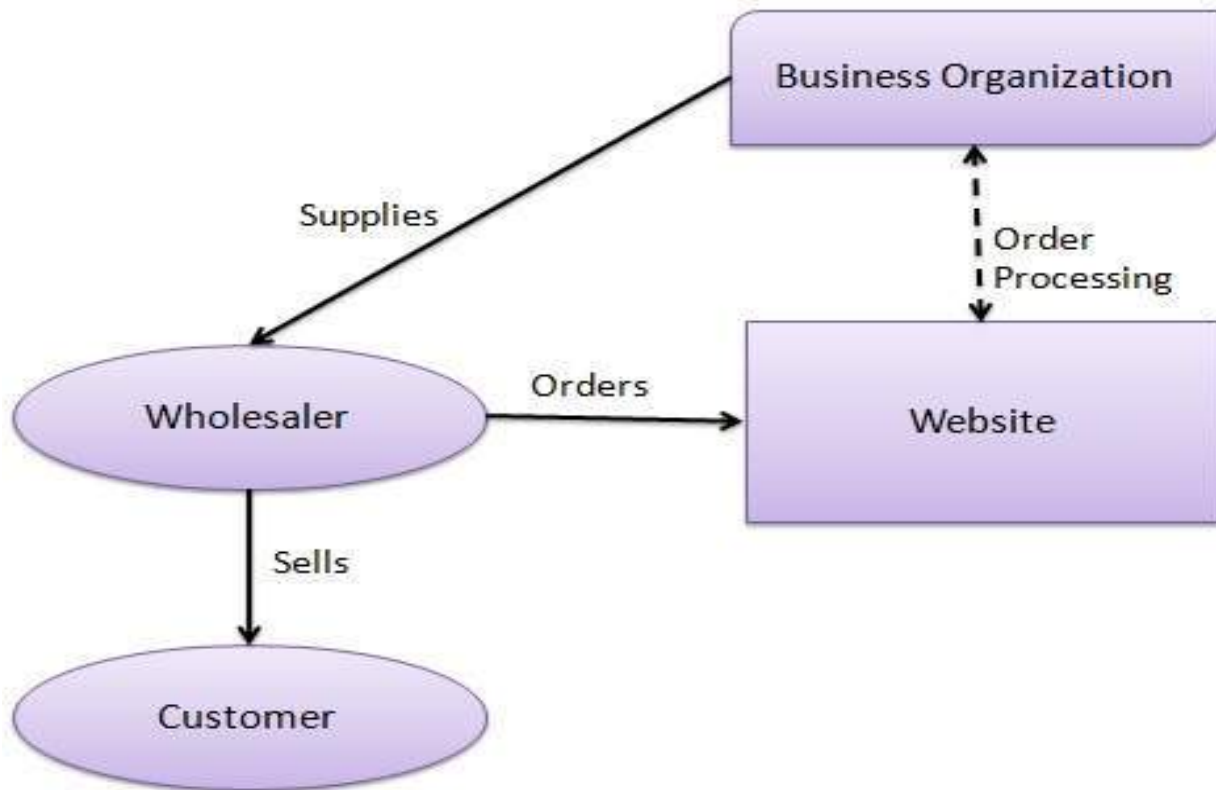 Business Organization
Supplies
Order
Processing
Orders
Wholesaler
Website
Sells
Customer